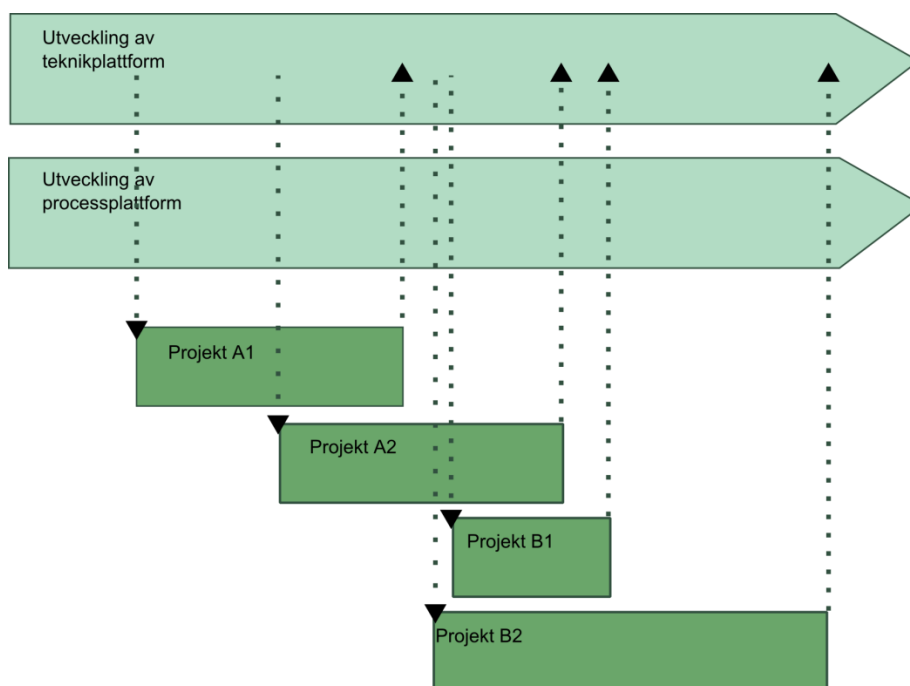 Utveckling av
teknikplattform
Utveckling av
processplattform
Projekt A1
Projekt A2
Projekt B1
Projekt B2